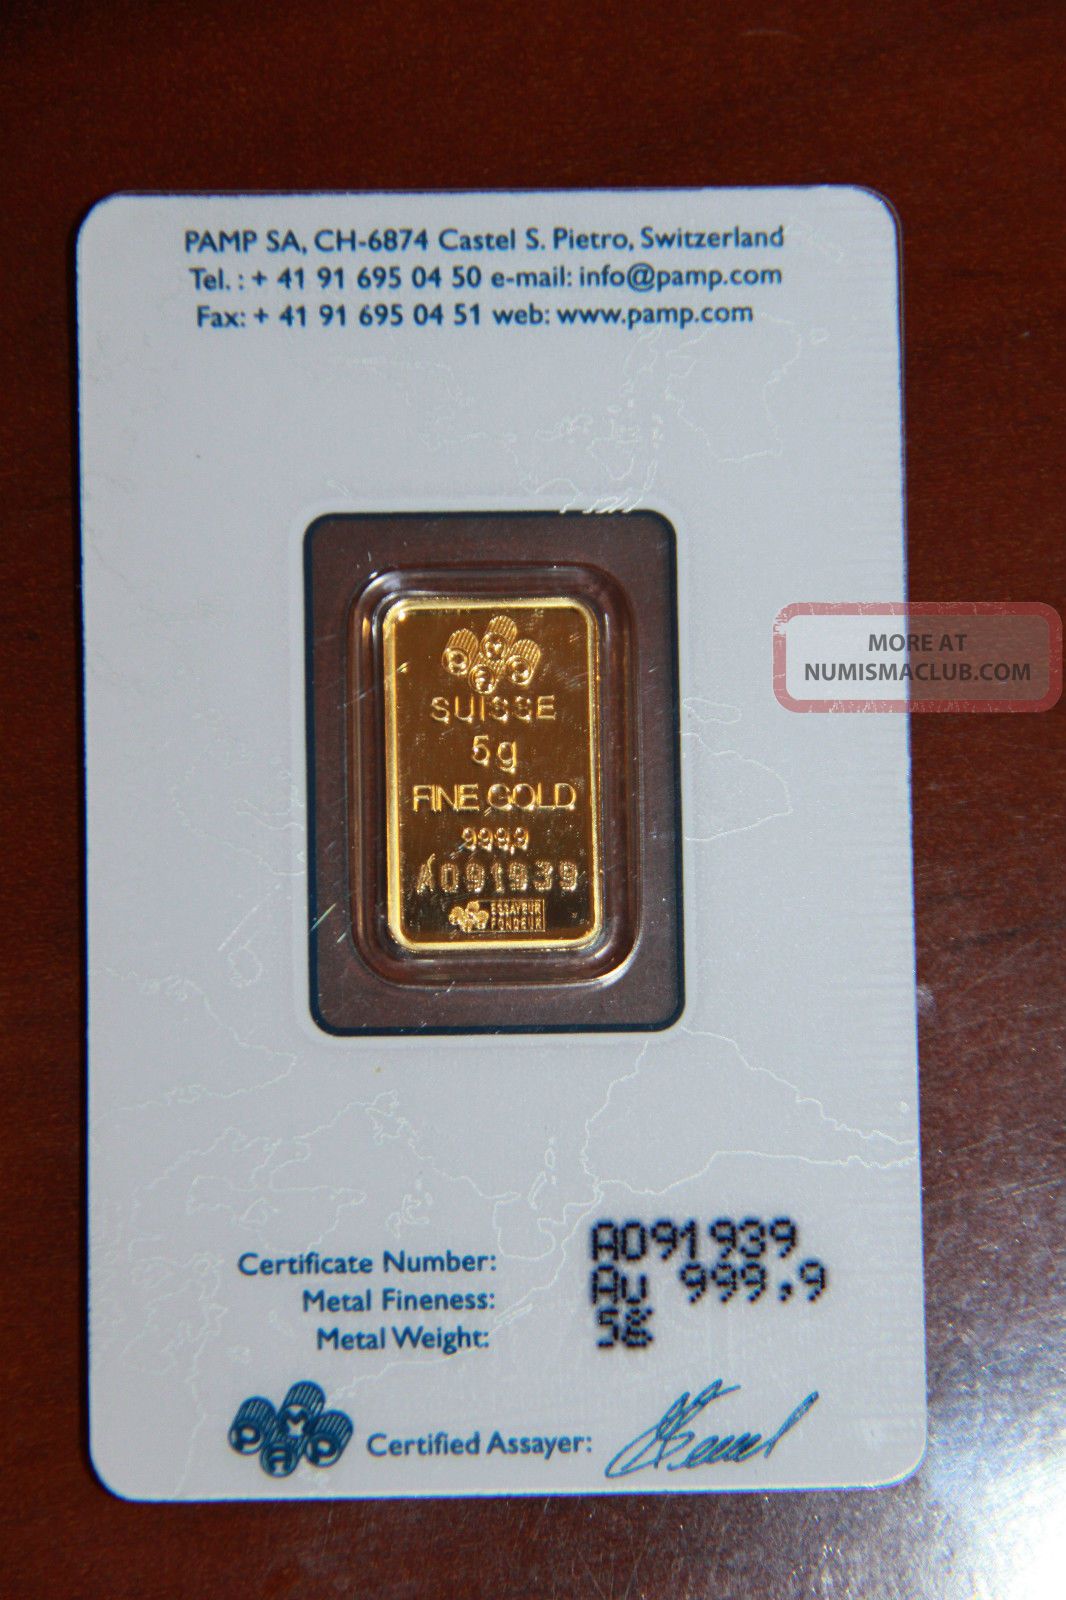 PAMP SA, CH-6874 Castel S. Pietro, Switzerland
Tel. : + 41 91 695 04 50 e-mail: info@pamp.com
Fax: + 41 91 695 04 51 web: www.pamp.com
P A M P
SUISSE
5g
FINE GOLD
999,9
A091939
ESSAYEUR
FONDEUR
MORE AT
NUMISMACLUB.COM
Certificate Number: A091939
Metal Fineness: Au 999,9
Metal Weight: 5g
P A M P
Certified Assayer: